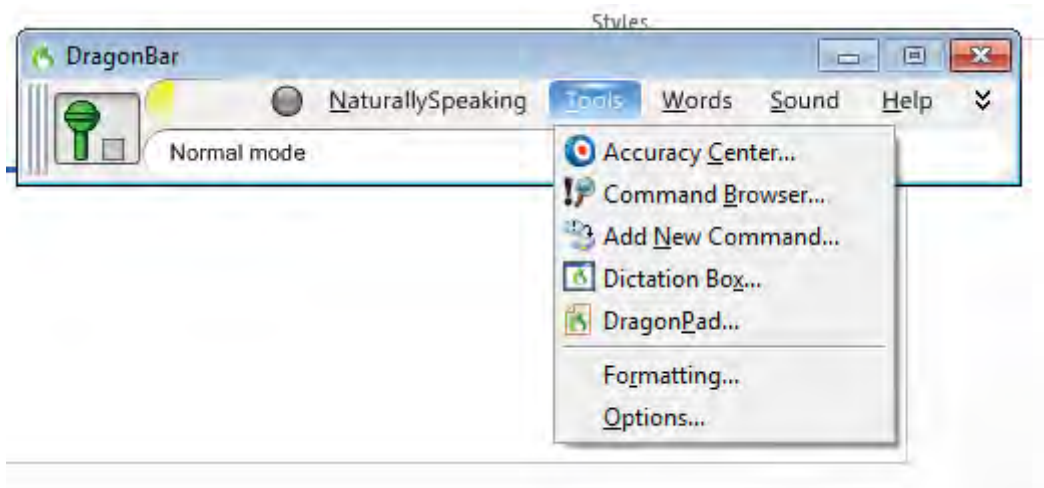 Styles
DragonBar
NaturallySpeaking Tools Words Sound Help
Normal mode
Accuracy Center...
Command Browser...
Add New Command...
Dictation Box...
DragonPad...
Formatting...
Options...